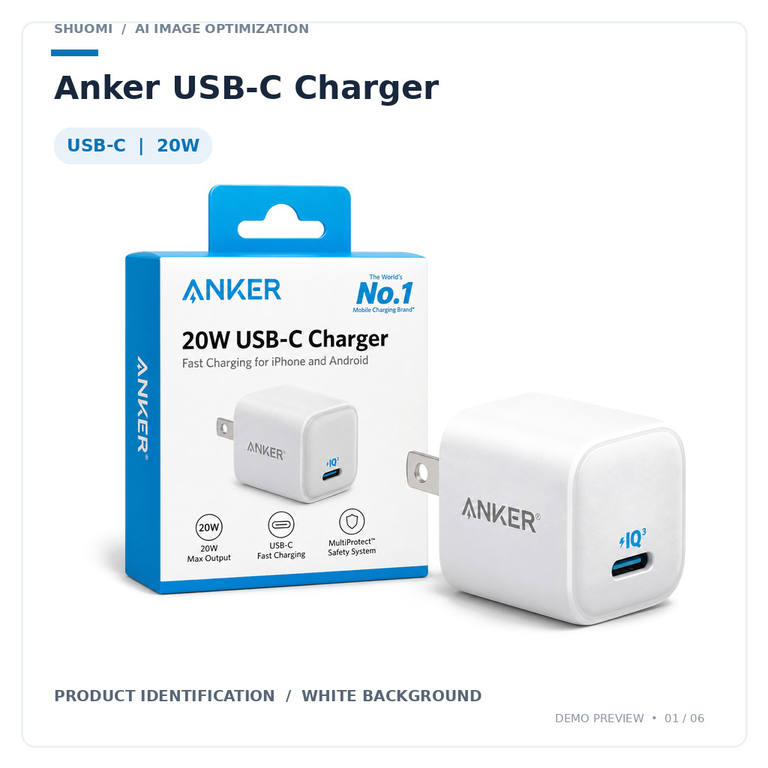 SHUOMI / AI IMAGE OPTIMIZATION
Anker USB-C Charger
USB-C | 20W
ANKER
The World's
No.1
Mobile Charging Brand*
20W USB-C Charger
Fast Charging for iPhone and Android
ANKER®
ANKER
IQ³
20W
20W
Max Output
USB-C
Fast Charging
MultiProtect™
Safety System
ANKER®
IQ³
PRODUCT IDENTIFICATION / WHITE BACKGROUND
DEMO PREVIEW • 01 / 06